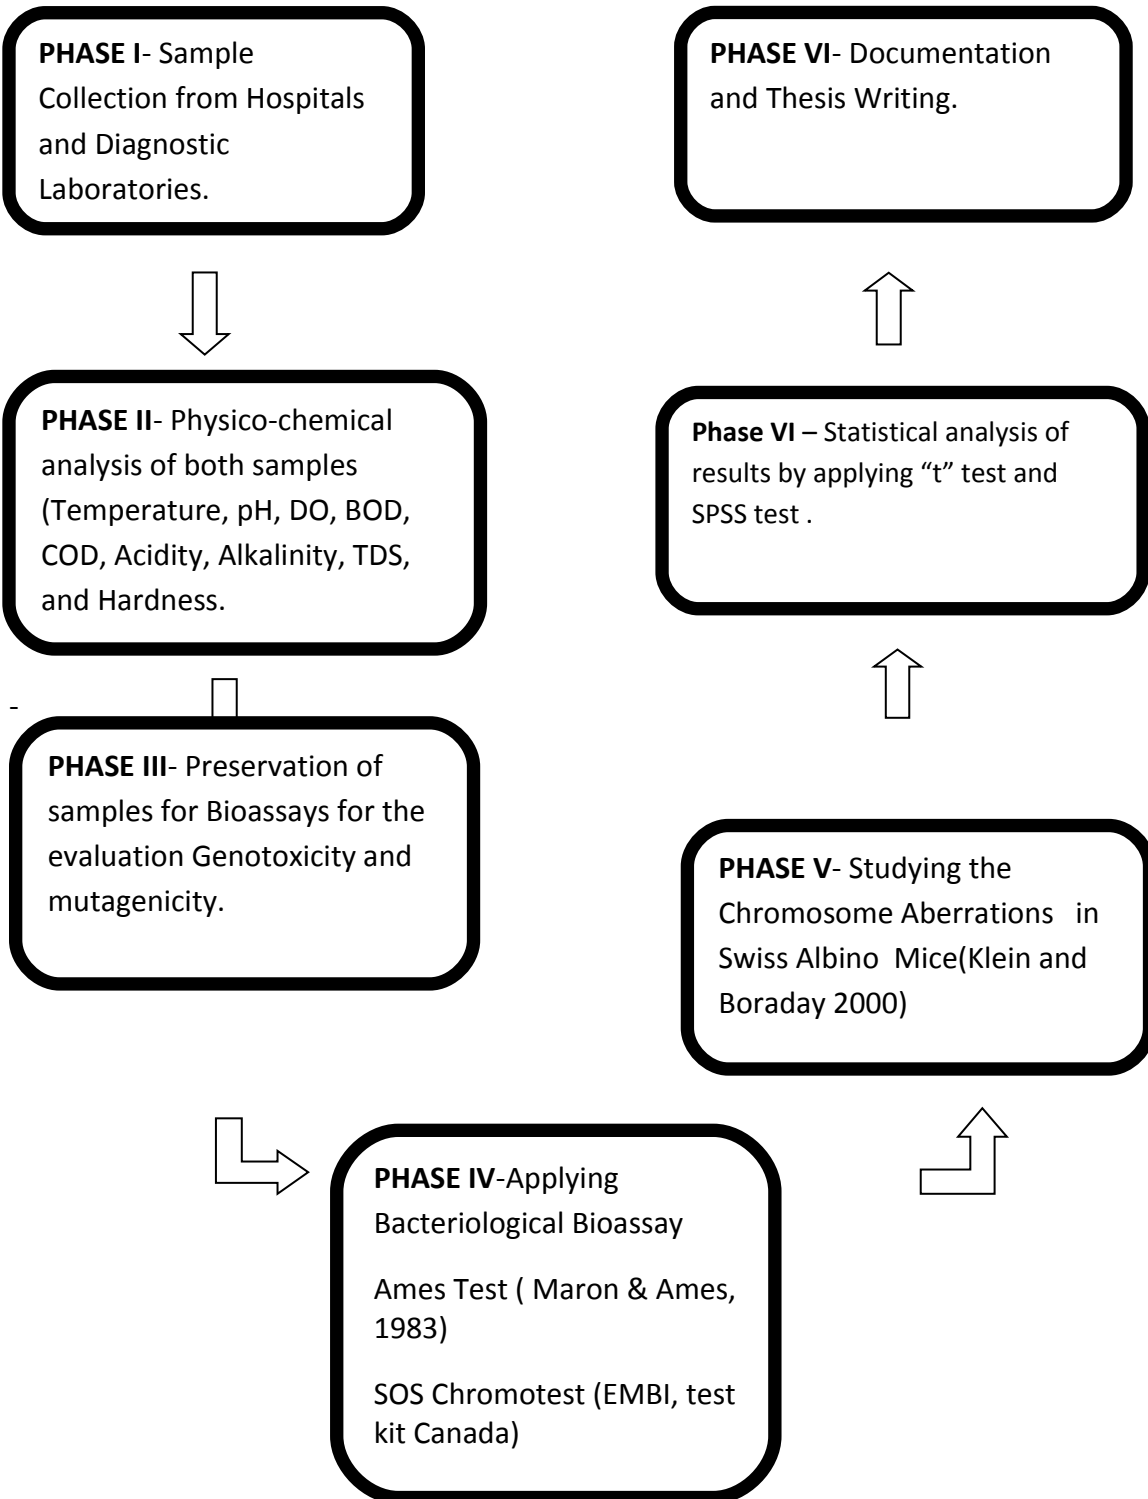 PHASE I- Sample
Collection from Hospitals
and Diagnostic
Laboratories.
PHASE II- Physico-chemical
analysis of both samples
(Temperature, pH, DO, BOD,
COD, Acidity, Alkalinity, TDS,
and Hardness.
-
PHASE III- Preservation of
samples for Bioassays for the
evaluation Genotoxicity and
mutagenicity.
PHASE IV-Applying
Bacteriological Bioassay
Ames Test ( Maron & Ames,
1983)
SOS Chromotest (EMBI, test
kit Canada)
PHASE V- Studying the
Chromosome Aberrations in
Swiss Albino Mice(Klein and
Boraday 2000)
Phase VI – Statistical analysis of
results by applying “t” test and
SPSS test .
PHASE VI- Documentation
and Thesis Writing.